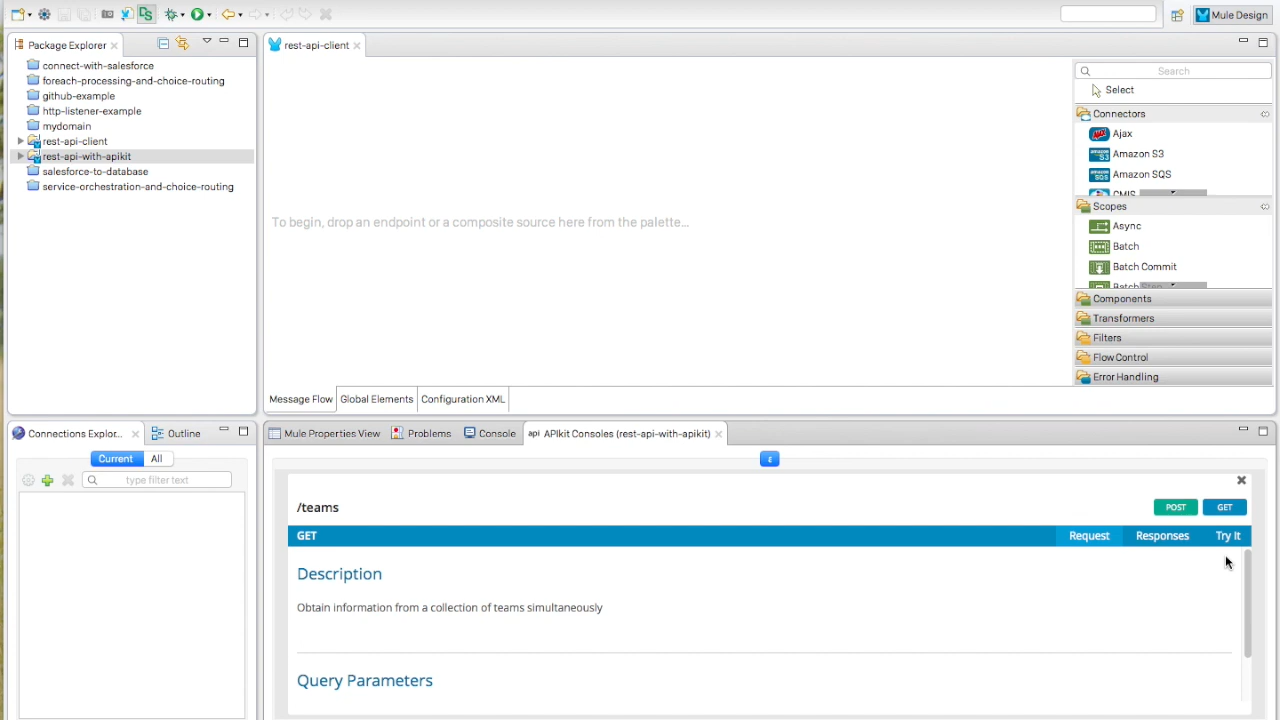 DS
Mule Design
Package Explorer
connect-with-salesforce
foreach-processing-and-choice-routing
github-example
http-listener-example
mydomain
rest-api-client
rest-api-with-apikit
salesforce-to-database
service-orchestration-and-choice-routing
rest-api-client
To begin, drop an endpoint or a composite source here from the palette...
Message Flow
Global Elements
Configuration XML
Search
Select
Connectors
Ajax
Amazon S3
Amazon SQS
CMIS
Scopes
Async
Batch
Batch Commit
Batch Step
Components
Transformers
Filters
Flow Control
Error Handling
Connections Explor...
Outline
Current
All
type filter text
Mule Properties View
Problems
Console
api APIkit Consoles (rest-api-with-apikit)
/teams
POST
GET
GET
Request
Responses
Try It
Description
Obtain information from a collection of teams simultaneously
Query Parameters